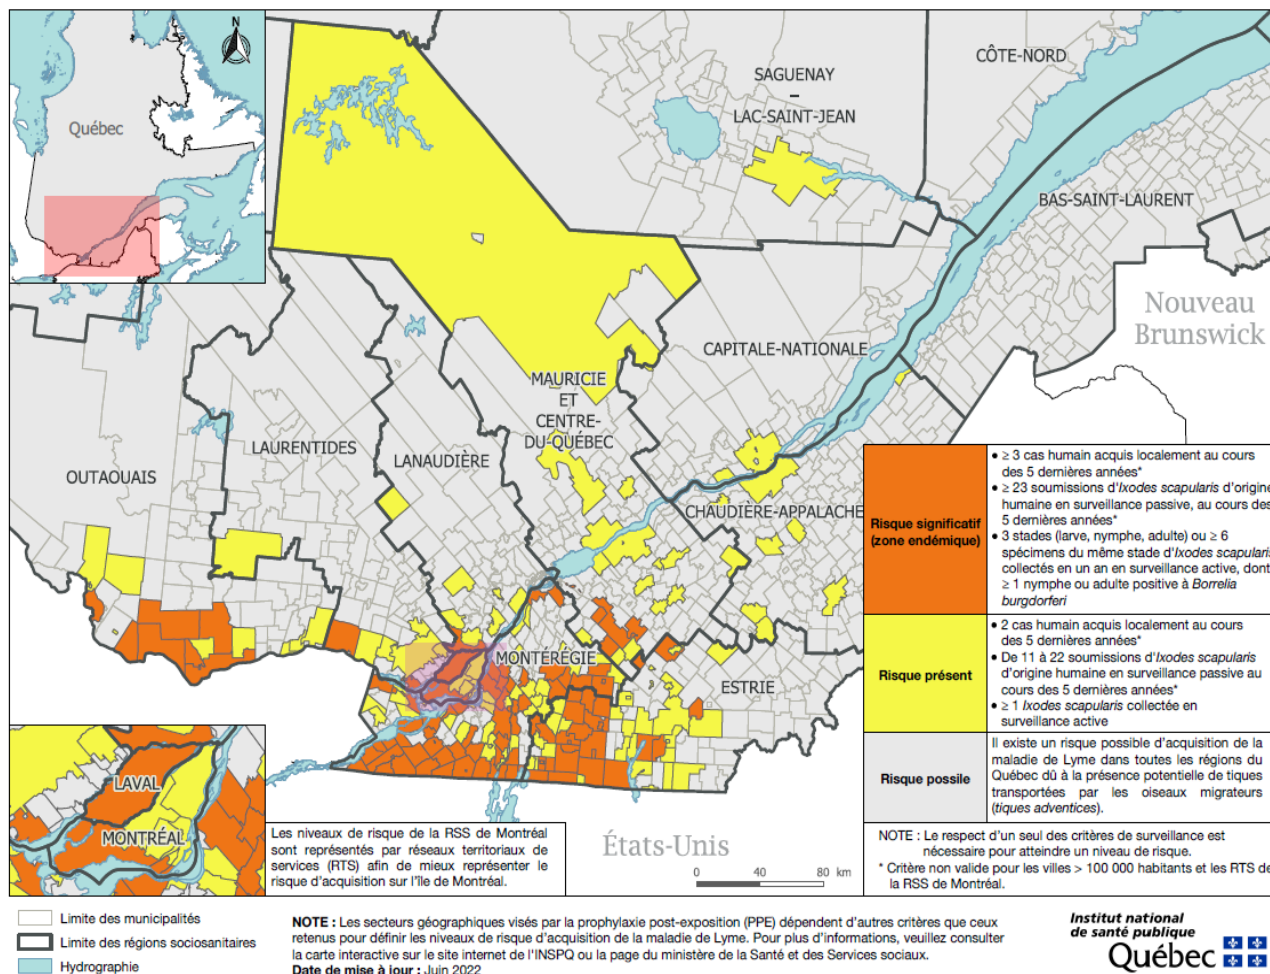 N
Québec
CÔTE-NORD
SAGUENAY
–
LAC-SAINT-JEAN
BAS-SAINT-LAURENT
Nouveau
Brunswick
CAPITALE-NATIONALE
MAURICIE
ET
CENTRE-
DU-QUÉBEC
LAURENTIDES
LANAUDIÈRE
OUTAOUAIS
CHAUDIÈRE-APPALACHE
MONTÉRÉGIE
ESTRIE
LAVAL
MONTRÉAL
États-Unis
0 40 80 km
Les niveaux de risque de la RSS de Montréal
sont représentés par réseaux territoriaux de
services (RTS) afin de mieux représenter le
risque d'acquisition sur l'île de Montréal.
Risque significatif
(zone endémique)
• ≥ 3 cas humain acquis localement au cours
des 5 dernières années*
• ≥ 23 soumissions d'Ixodes scapularis d'origine
humaine en surveillance passive, au cours des
5 dernières années*
• 3 stades (larve, nymphe, adulte) ou ≥ 6
spécimens du même stade d'Ixodes scapularis
collectés en un an en surveillance active, dont
≥ 1 nymphe ou adulte positive à Borrelia
burgdorferi
Risque présent
• 2 cas humain acquis localement au cours
des 5 dernières années*
• De 11 à 22 soumissions d'Ixodes scapularis
d'origine humaine en surveillance passive au
cours des 5 dernières années*
• ≥ 1 Ixodes scapularis collectée en
surveillance active
Risque possile
Il existe un risque possible d'acquisition de la
maladie de Lyme dans toutes les régions du
Québec dû à la présence potentielle de tiques
transportées par les oiseaux migrateurs
(tiques adventices).
NOTE : Le respect d'un seul des critères de surveillance est
nécessaire pour atteindre un niveau de risque.
* Critère non valide pour les villes > 100 000 habitants et les RTS de
la RSS de Montréal.
Limite des municipalités
Limite des régions sociosanitaires
Hydrographie
NOTE : Les secteurs géographiques visés par la prophylaxie post-exposition (PPE) dépendent d'autres critères que ceux
retenus pour définir les niveaux de risque d'acquisition de la maladie de Lyme. Pour plus d'informations, veuillez consulter
la carte interactive sur le site internet de l'INSPQ ou la page du ministère de la Santé et des Services sociaux.
Date de mise à jour : Juin 2022
Institut national
de santé publique
Québec